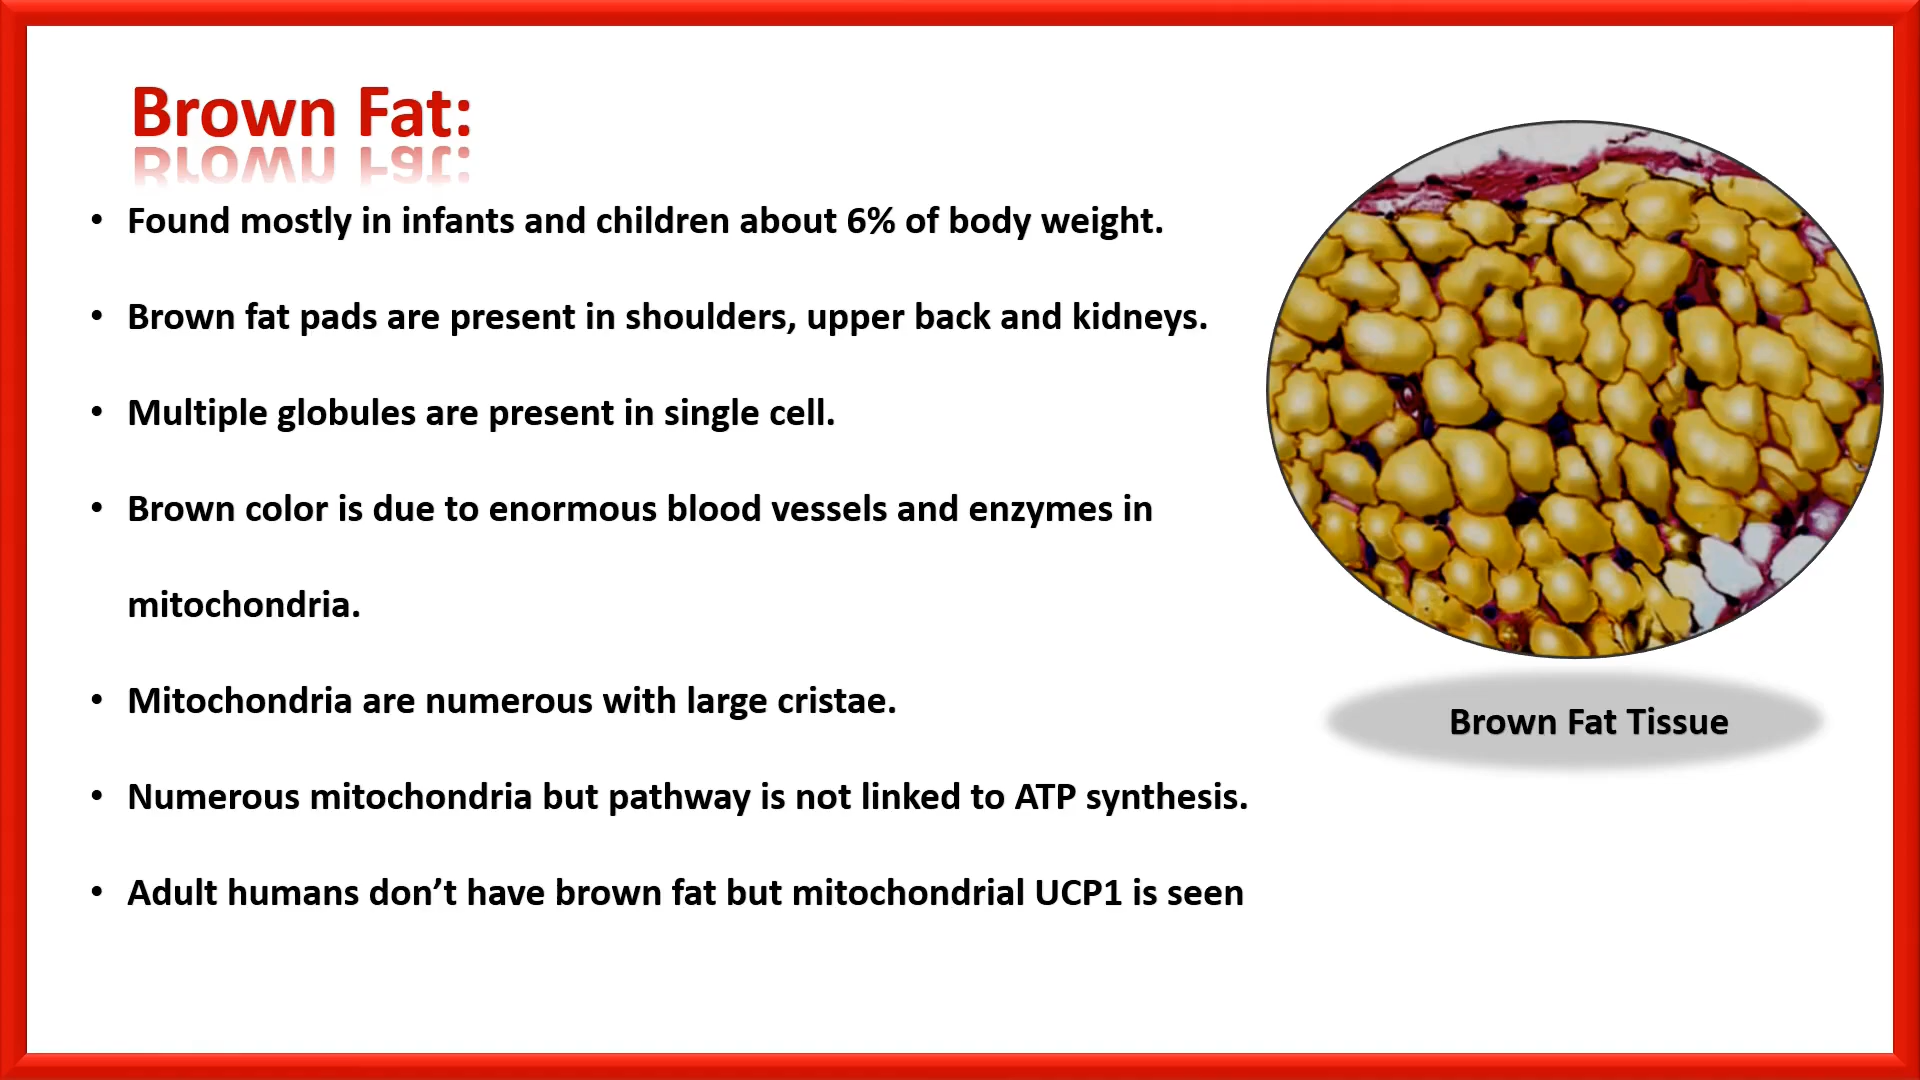 Brown Fat:
• Found mostly in infants and children about 6% of body weight.
• Brown fat pads are present in shoulders, upper back and kidneys.
• Multiple globules are present in single cell.
• Brown color is due to enormous blood vessels and enzymes in
mitochondria.
• Mitochondria are numerous with large cristae.
Brown Fat Tissue
• Numerous mitochondria but pathway is not linked to ATP synthesis.
• Adult humans don’t have brown fat but mitochondrial UCP1 is seen